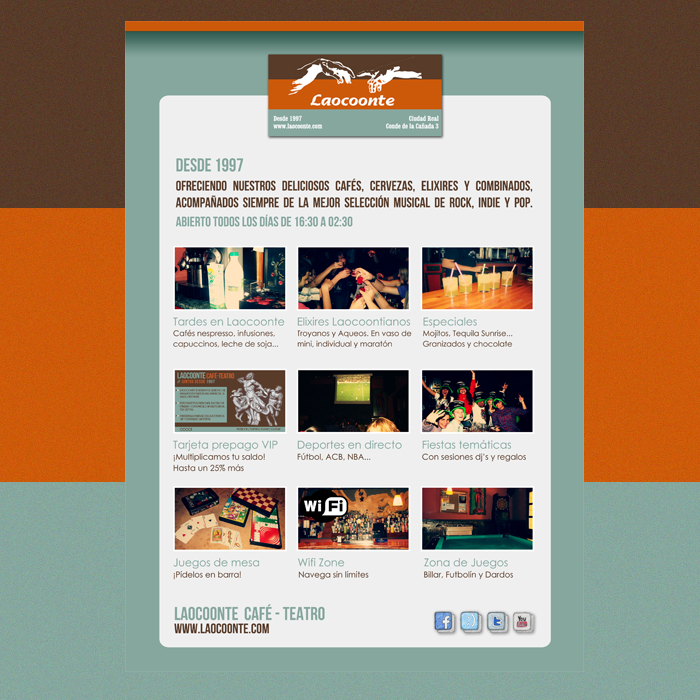 Laocoonte
Desde 1997
www.laocoonte.com
Ciudad Real
Conde de la Cañada 3
DESDE 1997
OFRECIENDO NUESTROS DELICIOSOS CAFÉS, CERVEZAS, ELIXIRES Y COMBINADOS,
ACOMPAÑADOS SIEMPRE DE LA MEJOR SELECCIÓN MUSICAL DE ROCK, INDIE Y POP.
ABIERTO TODOS LOS DÍAS DE 16:30 A 02:30
Tardes en Laocoonte
Cafés nespresso, infusiones,
capuccinos, leche de soja...
Elixires Laocoontianos
Troyanos y Aqueos. En vaso de
mini, individual y maratón
Especiales
Mojitos, Tequila Sunrise...
Granizados y chocolate
LAOCOONTE CAFÉ-TEATRO
Tarjeta prepago VIP
¡Multiplicamos tu saldo!
Hasta un 25% más
Deportes en directo
Fútbol, ACB, NBA...
Fiestas temáticas
Con sesiones dj's y regalos
Wi Fi
Juegos de mesa
¡Pídelos en barra!
Wifi Zone
Navega sin límites
Zona de Juegos
Billar, Futbolín y Dardos
LAOCOONTE CAFÉ - TEATRO
WWW.LAOCOONTE.COM
You Tube